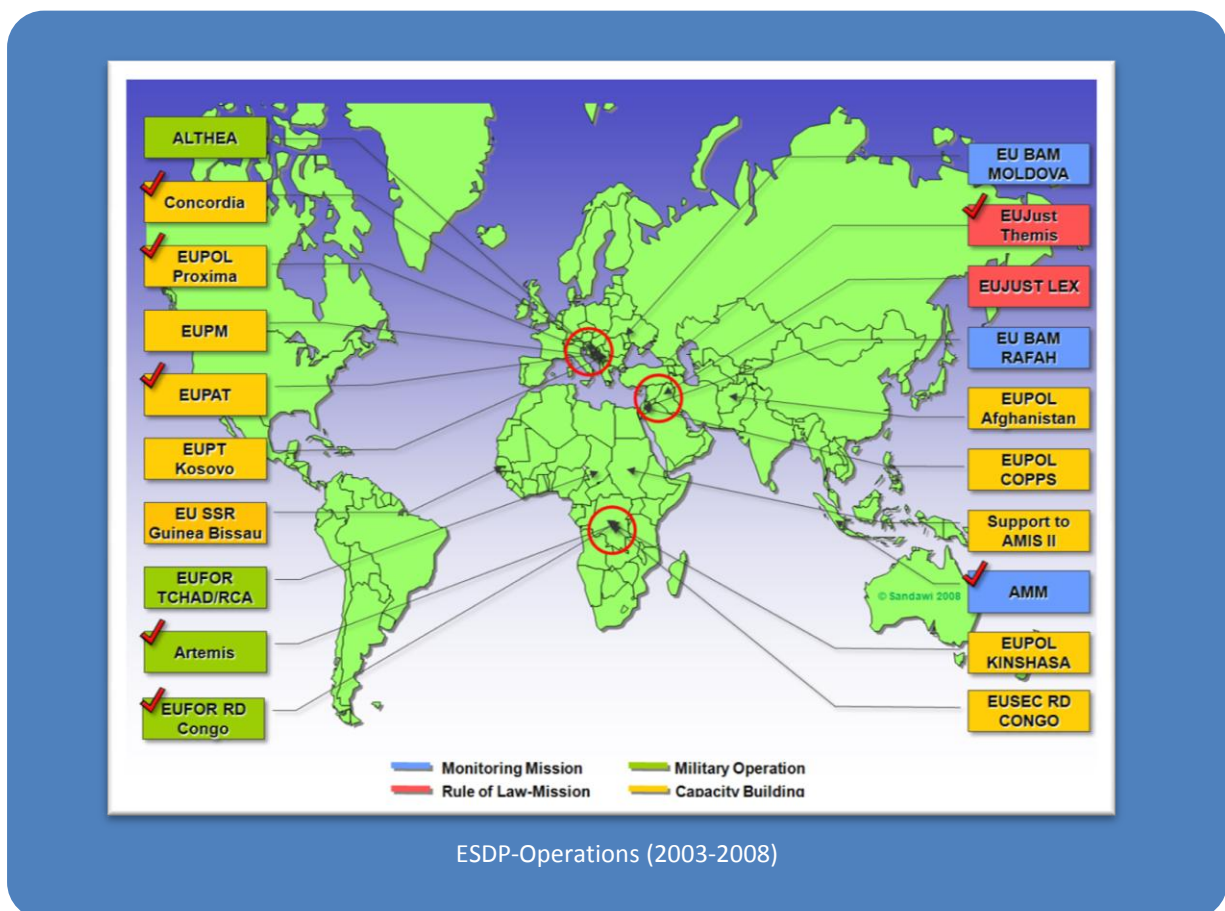 ALTHEA
Concordia
EUPOL
Proxima
EUPM
EUPAT
EUPT
Kosovo
EU SSR
Guinea Bissau
EUFOR
TCHAD/RCA
Artemis
EUFOR RD
Congo
EU BAM
MOLDOVA
EUJust
Themis
EUJUST LEX
EU BAM
RAFAH
EUPOL
Afghanistan
EUPOL
COPPS
Support to
AMIS II
AMM
© Sandawi 2008
EUPOL
KINSHASA
EUSEC RD
CONGO
Monitoring Mission
Military Operation
Rule of Law-Mission
Capacity Building
ESDP-Operations (2003-2008)